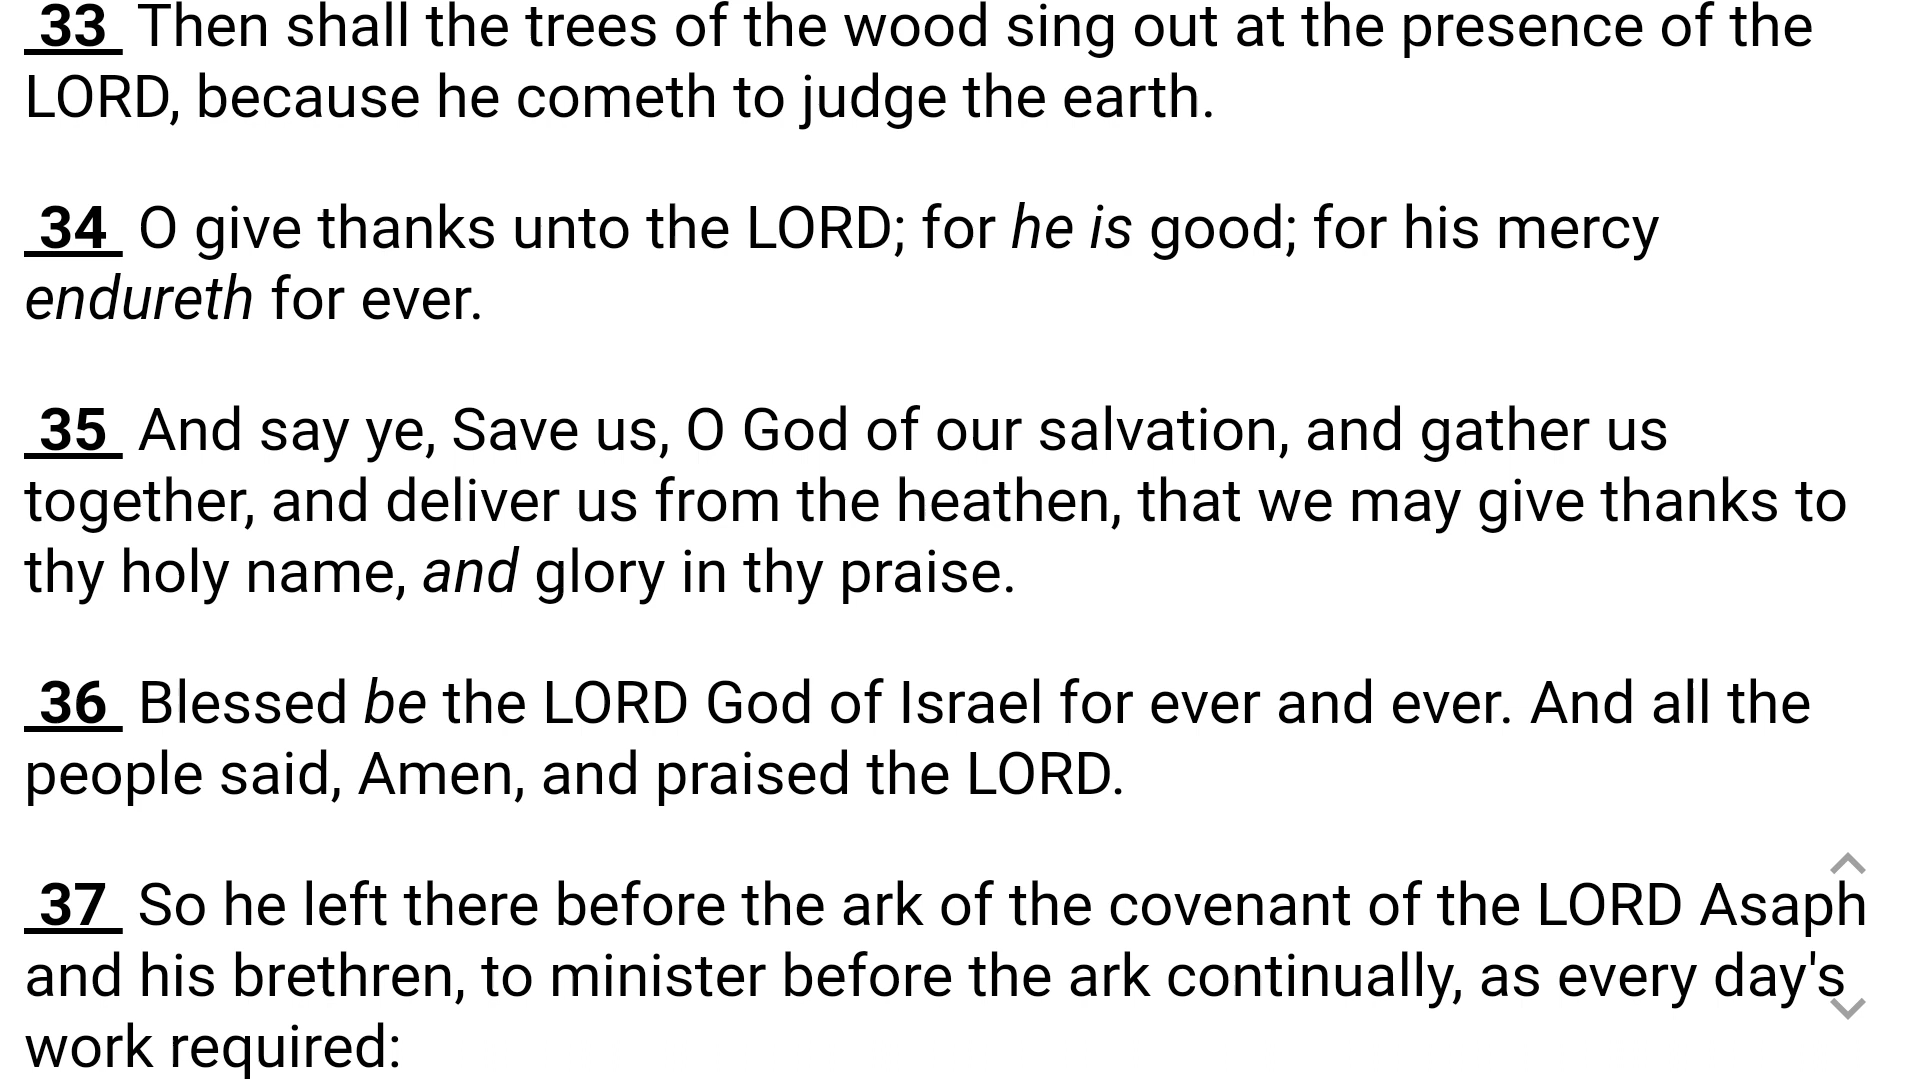 33 Then shall the trees of the wood sing out at the presence of the
LORD, because he cometh to judge the earth.
34 O give thanks unto the LORD; for he is good; for his mercy
endureth for ever.
35 And say ye, Save us, O God of our salvation, and gather us
together, and deliver us from the heathen, that we may give thanks to
thy holy name, and glory in thy praise.
36 Blessed be the LORD God of Israel for ever and ever. And all the
people said, Amen, and praised the LORD.
37 So he left there before the ark of the covenant of the LORD Asaph
and his brethren, to minister before the ark continually, as every day's
work required: